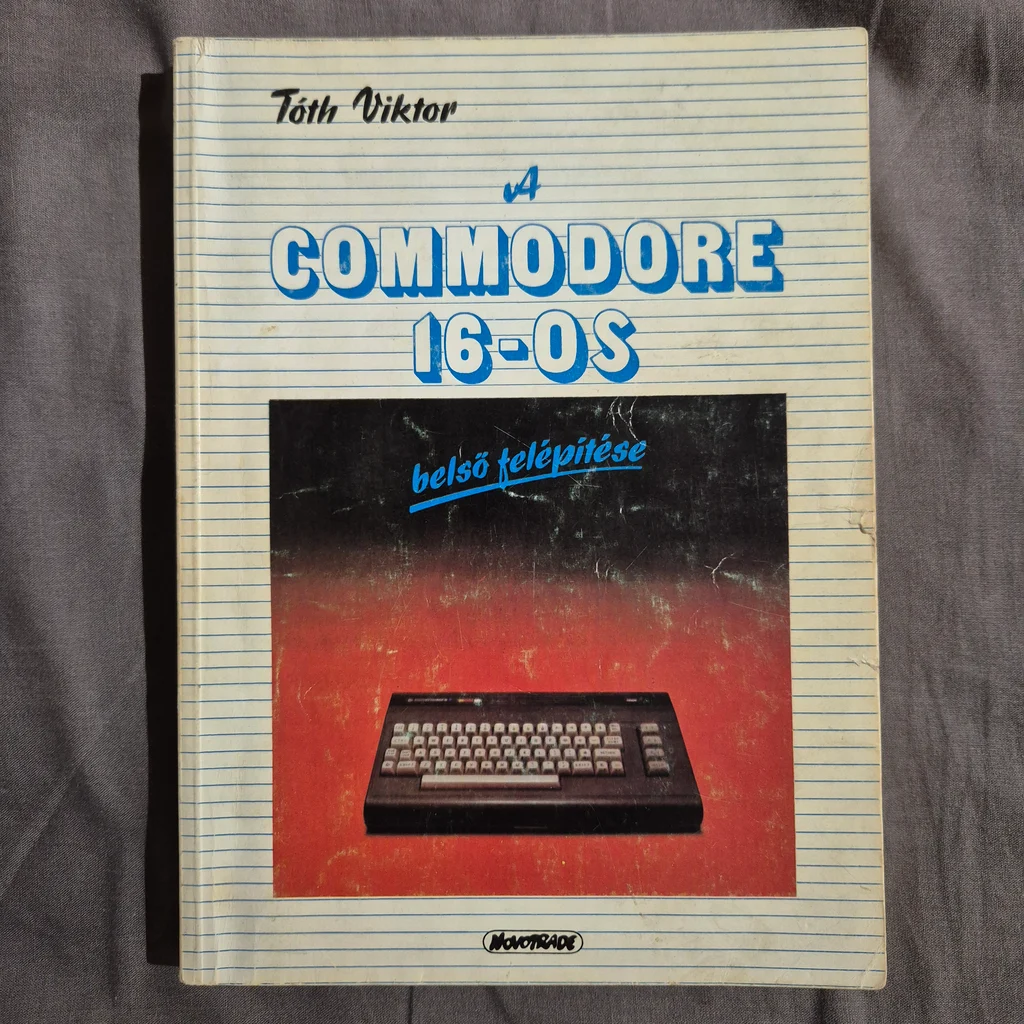 Tóth Viktor
A
COMMODORE
16-OS
belső felépítése
NOVOTRADE